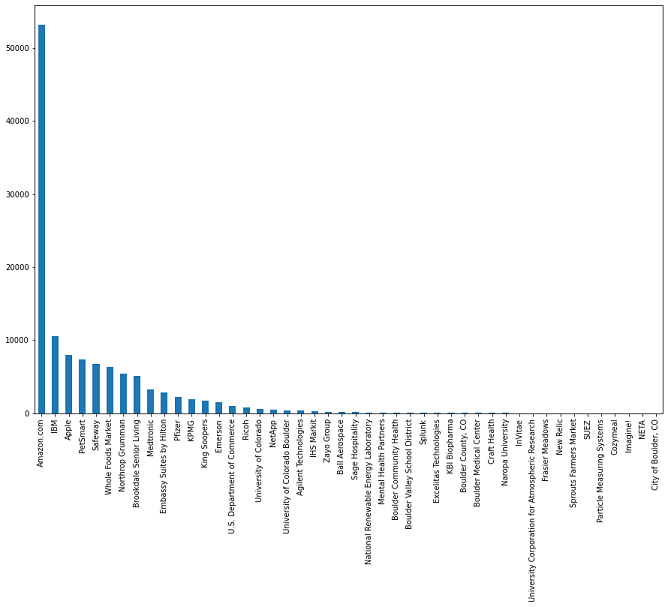 50000
40000
30000
20000
10000
0
Amazon.com
IBM
Apple
PetSmart
Safeway
Whole Foods Market
Northrop Grumman
Brookdale Senior Living
Medtronic
Embassy Suites by Hilton
Pfizer
KPMG
King Soopers
Emerson
U.S. Department of Commerce
Ricoh
University of Colorado
NetApp
University of Colorado Boulder
Agilent Technologies
IHS Markit
Zayo Group
Ball Aerospace
Sage Hospitality
National Renewable Energy Laboratory
Mental Health Partners
Boulder Community Health
Boulder Valley School District
Splunk
Excelitas Technologies
KBI Biopharma
Boulder County, CO
Boulder Medical Center
Craft Health
Naropa University
InVitae
University Corporation for Atmospheric Research
Frasier Meadows
New Relic
Sprouts Farmers Market
SUEZ
Particle Measuring Systems
Cozymeal
Imagine!
NETA
City of Boulder, CO